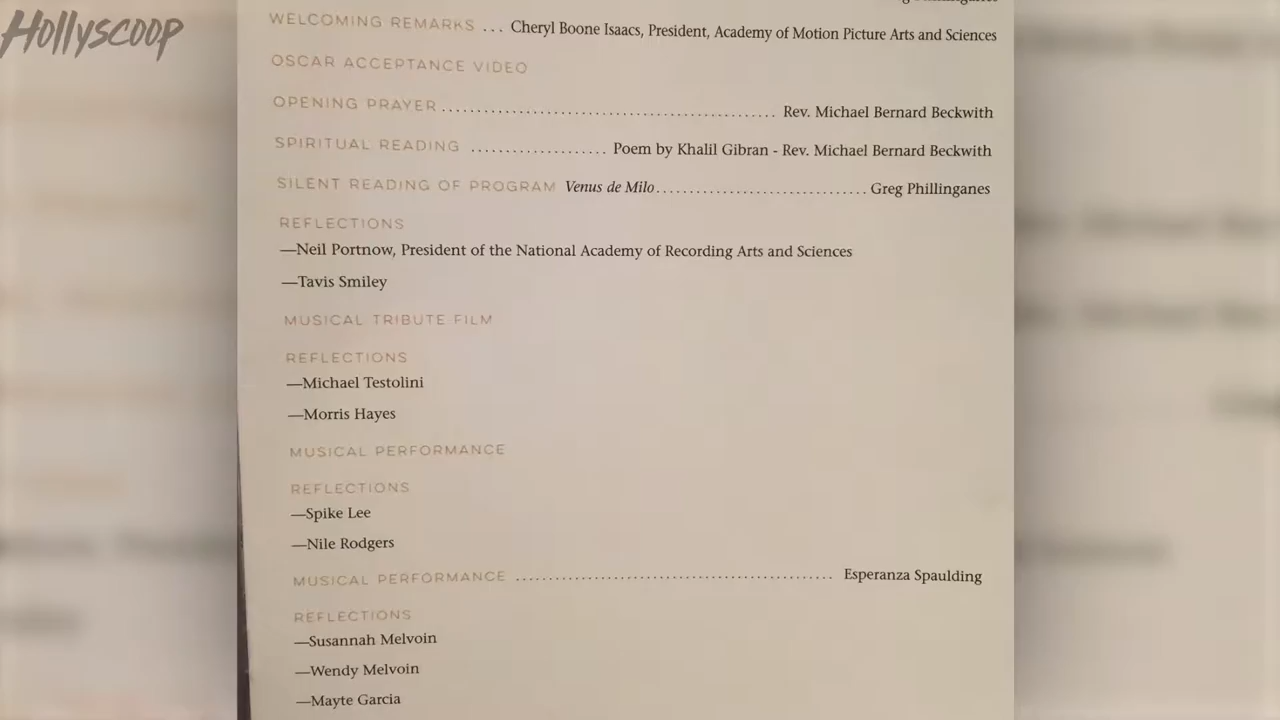 Hollyscoop
WELCOMING REMARKS ... Cheryl Boone Isaacs, President, Academy of Motion Picture Arts and Sciences
OSCAR ACCEPTANCE VIDEO
OPENING PRAYER ........................................................ Rev. Michael Bernard Beckwith
SPIRITUAL READING ...................... Poem by Khalil Gibran - Rev. Michael Bernard Beckwith
SILENT READING OF PROGRAM Venus de Milo................................... Greg Phillinganes
REFLECTIONS
—Neil Portnow, President of the National Academy of Recording Arts and Sciences
—Tavis Smiley
MUSICAL TRIBUTE FILM
REFLECTIONS
—Michael Testolini
—Morris Hayes
MUSICAL PERFORMANCE
REFLECTIONS
—Spike Lee
—Nile Rodgers
MUSICAL PERFORMANCE ..................................................... Esperanza Spaulding
REFLECTIONS
—Susannah Melvoin
—Wendy Melvoin
—Mayte Garcia